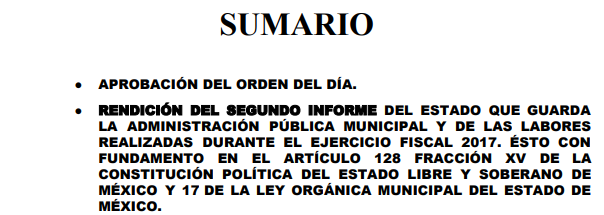 SUMARIO
• APROBACIÓN DEL ORDEN DEL DÍA.
• RENDICIÓN DEL SEGUNDO INFORME DEL ESTADO QUE GUARDA
LA ADMINISTRACIÓN PÚBLICA MUNICIPAL Y DE LAS LABORES
REALIZADAS DURANTE EL EJERCICIO FISCAL 2017. ÉSTO CON
FUNDAMENTO EN EL ARTÍCULO 128 FRACCIÓN XV DE LA
CONSTITUCIÓN POLÍTICA DEL ESTADO LIBRE Y SOBERANO DE
MÉXICO Y 17 DE LA LEY ORGÁNICA MUNICIPAL DEL ESTADO DE
MÉXICO.